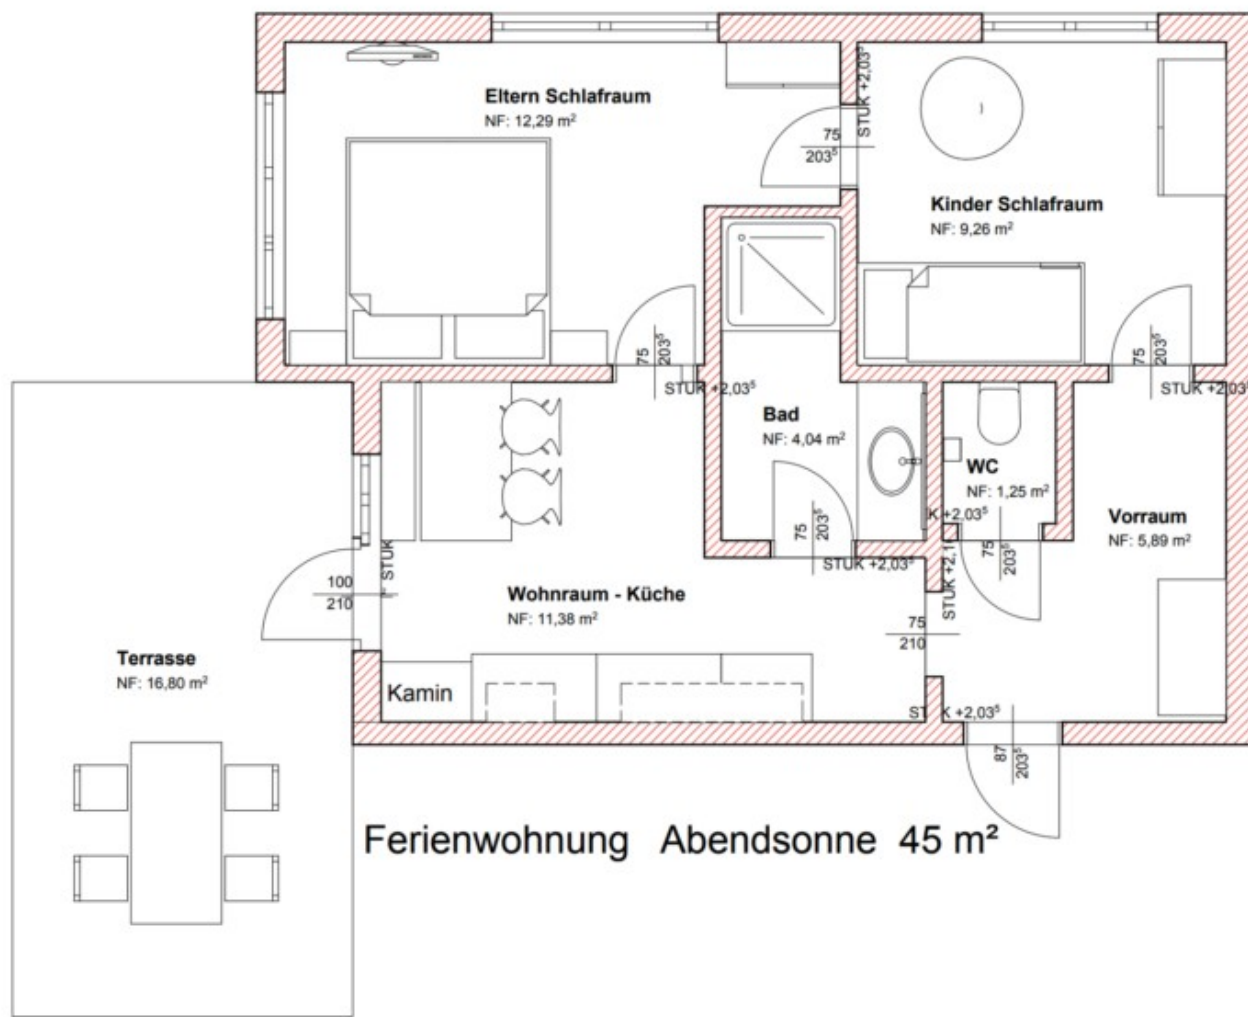 Eltern Schlafraum
NF: 12,29 m²
STUK +2,03⁵
75
203⁵
Kinder Schlafraum
NF: 9,26 m²
75
203⁵
STUK +2,03⁵
75
203⁵
STUK +2,03⁵
Bad
NF: 4,04 m²
75
203⁵
STUK +2,03⁵
WC
NF: 1,25 m²
K +2,03⁵
75
203⁵
Vorraum
NF: 5,89 m²
STUK +2,10
STUK
100
210
Wohnraum - Küche
NF: 11,38 m²
75
210
Terrasse
NF: 16,80 m²
Kamin
STUK +2,03⁵
87
203⁵
Ferienwohnung Abendsonne 45 m²